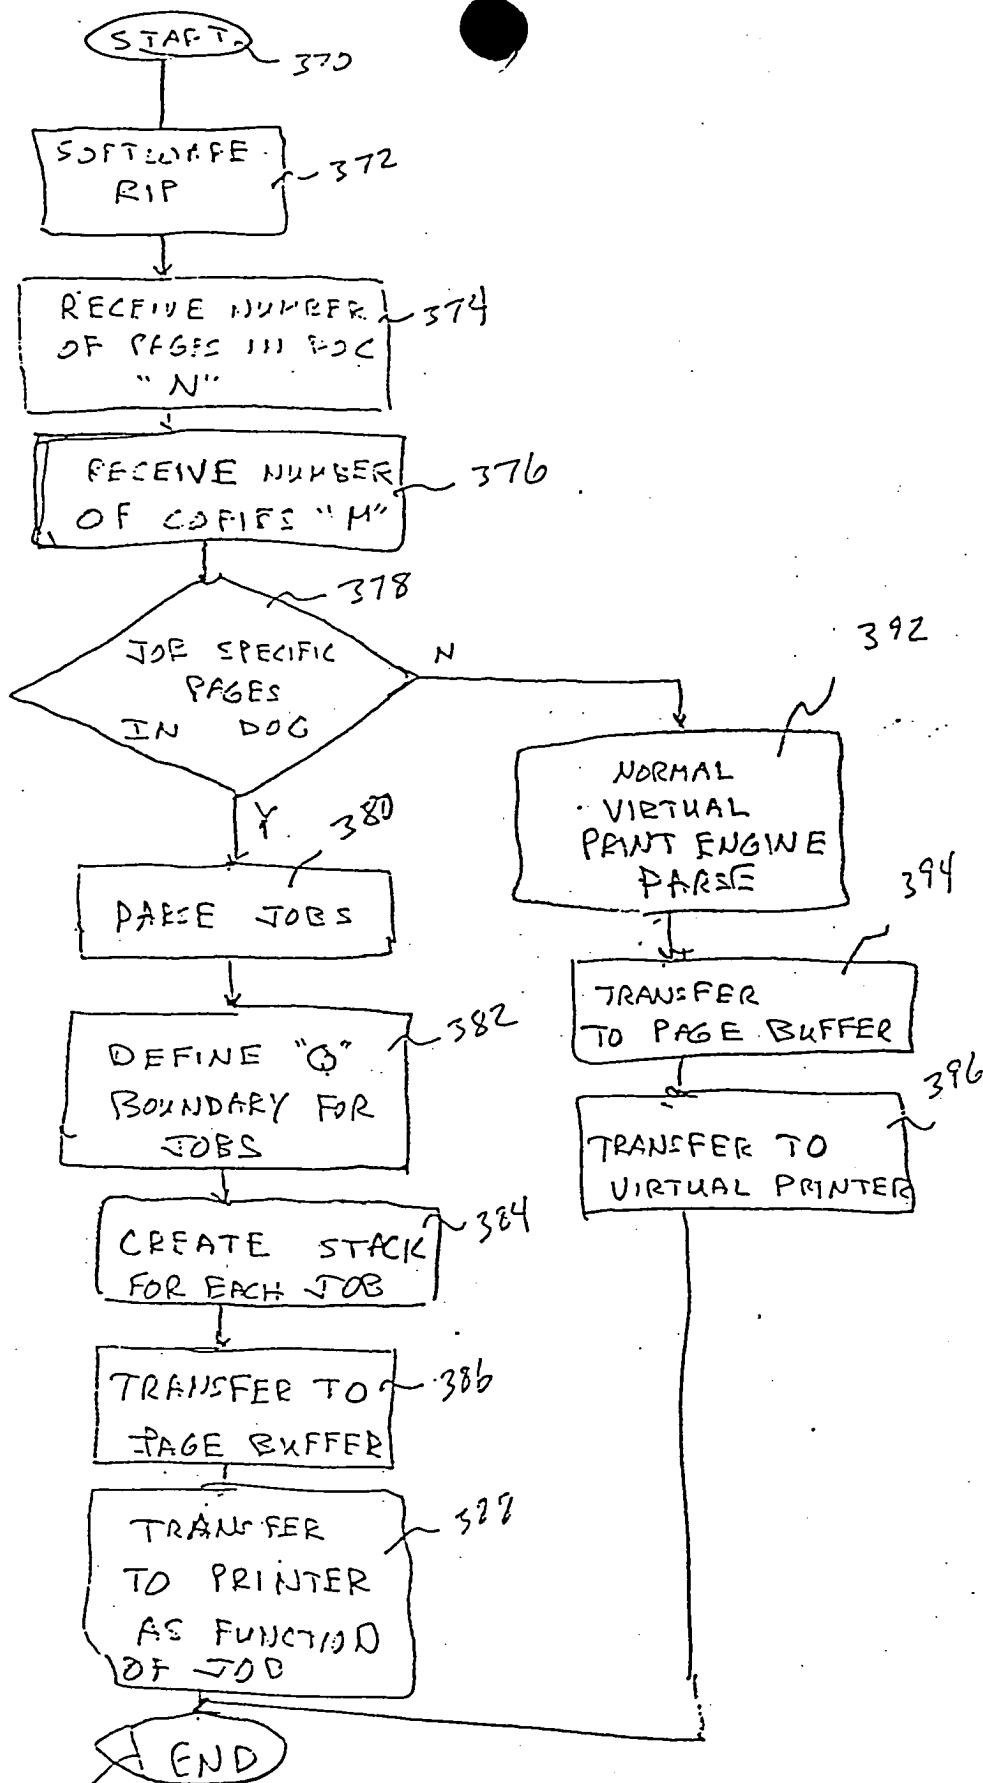 START
370
SOFTWARE
RIP
372
RECEIVE NUMBER
OF PAGES IN DOC
"N"
374
RECEIVE NUMBER
OF COPIES "M"
376
378
JOB SPECIFIC
PAGES
IN DOC
N
Y
392
NORMAL
VIRTUAL
PRINT ENGINE
PARSE
380
PARSE JOBS
394
TRANSFER
TO PAGE BUFFER
382
DEFINE "Q"
BOUNDARY FOR
JOBS
396
TRANSFER TO
VIRTUAL PRINTER
CREATE STACK
FOR EACH JOB
384
TRANSFER TO
PAGE BUFFER
386
TRANSFER
TO PRINTER
AS FUNCTION
OF JOB
388
END